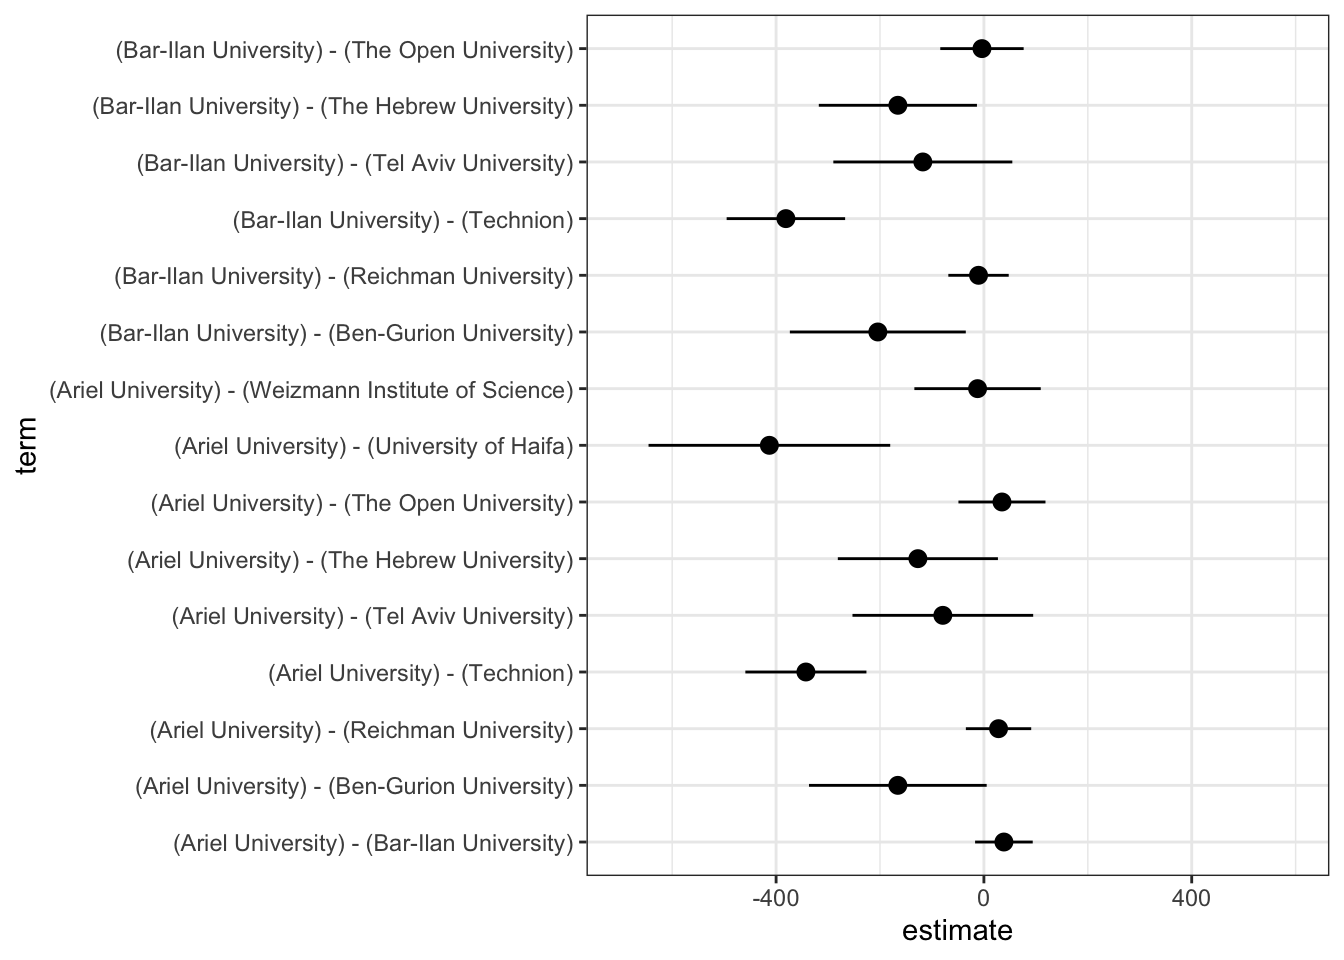 (Bar-Ilan University) - (The Open University)
(Bar-Ilan University) - (The Hebrew University)
(Bar-Ilan University) - (Tel Aviv University)
(Bar-Ilan University) - (Technion)
(Bar-Ilan University) - (Reichman University)
(Bar-Ilan University) - (Ben-Gurion University)
(Ariel University) - (Weizmann Institute of Science)
(Ariel University) - (University of Haifa)
(Ariel University) - (The Open University)
(Ariel University) - (The Hebrew University)
(Ariel University) - (Tel Aviv University)
(Ariel University) - (Technion)
(Ariel University) - (Reichman University)
(Ariel University) - (Ben-Gurion University)
(Ariel University) - (Bar-Ilan University)
term
-400 0 400
estimate